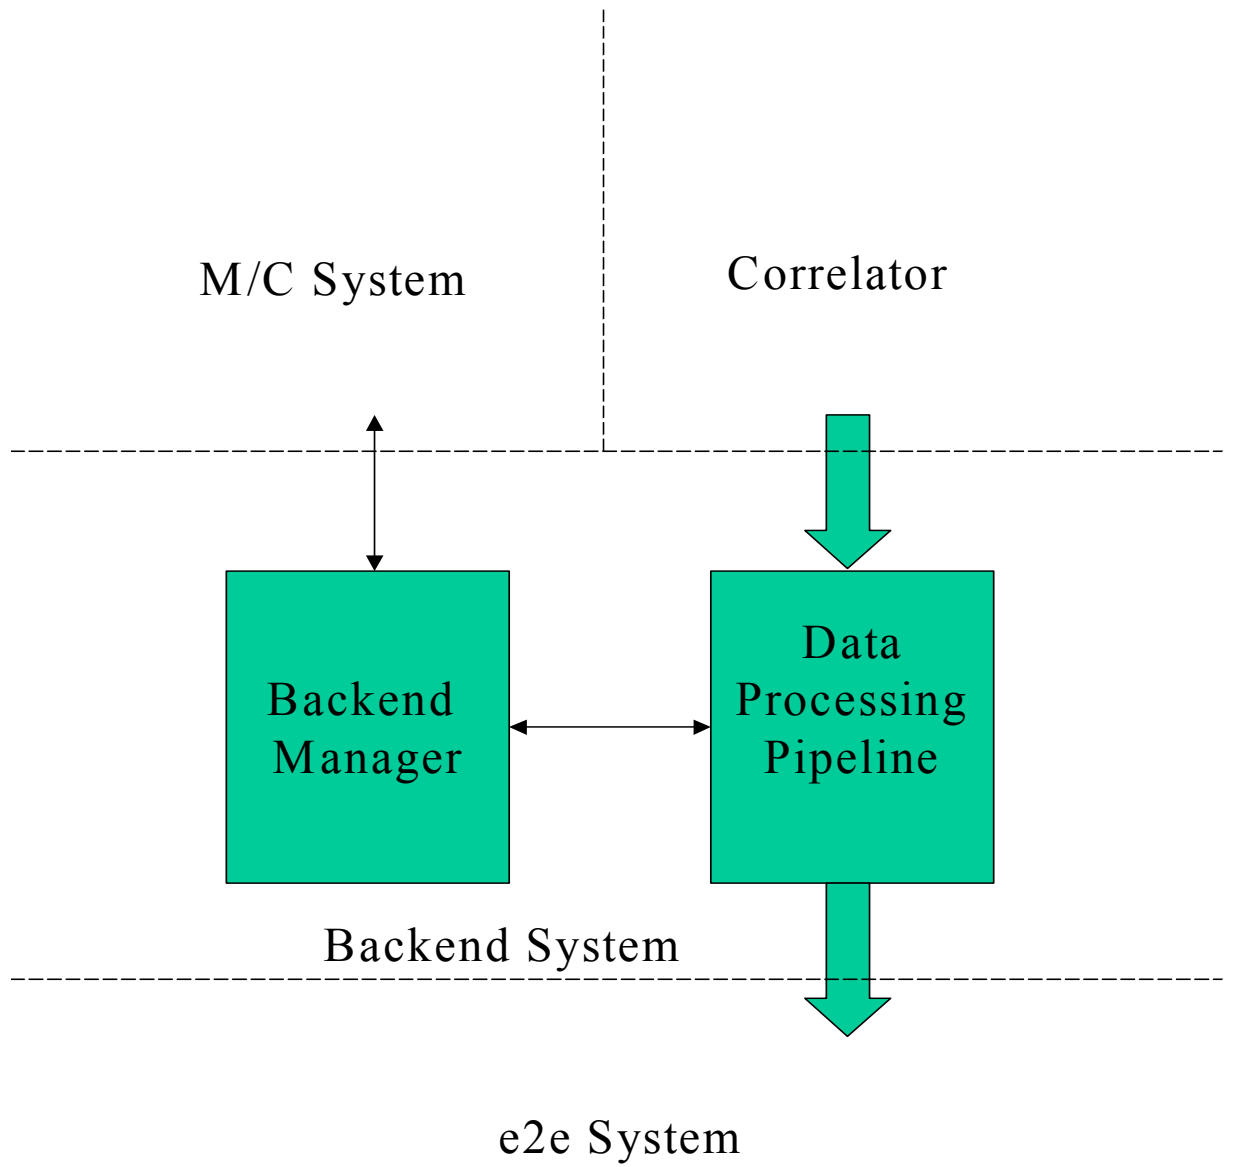 M/C System
Correlator
Backend
Manager
Data
Processing
Pipeline
Backend System
e2e System